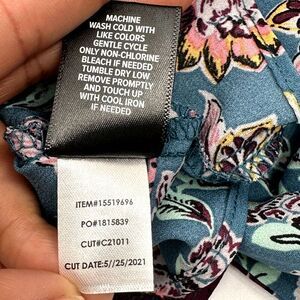 MACHINE
WASH COLD WITH
LIKE COLORS
GENTLE CYCLE
ONLY NON-CHLORINE
BLEACH IF NEEDED
TUMBLE DRY LOW
REMOVE PROMPTLY
AND TOUCH UP
WITH COOL IRON
IF NEEDED
ITEM#15519696
PO#1815839
CUT#C21011
CUT DATE:5//25/2021